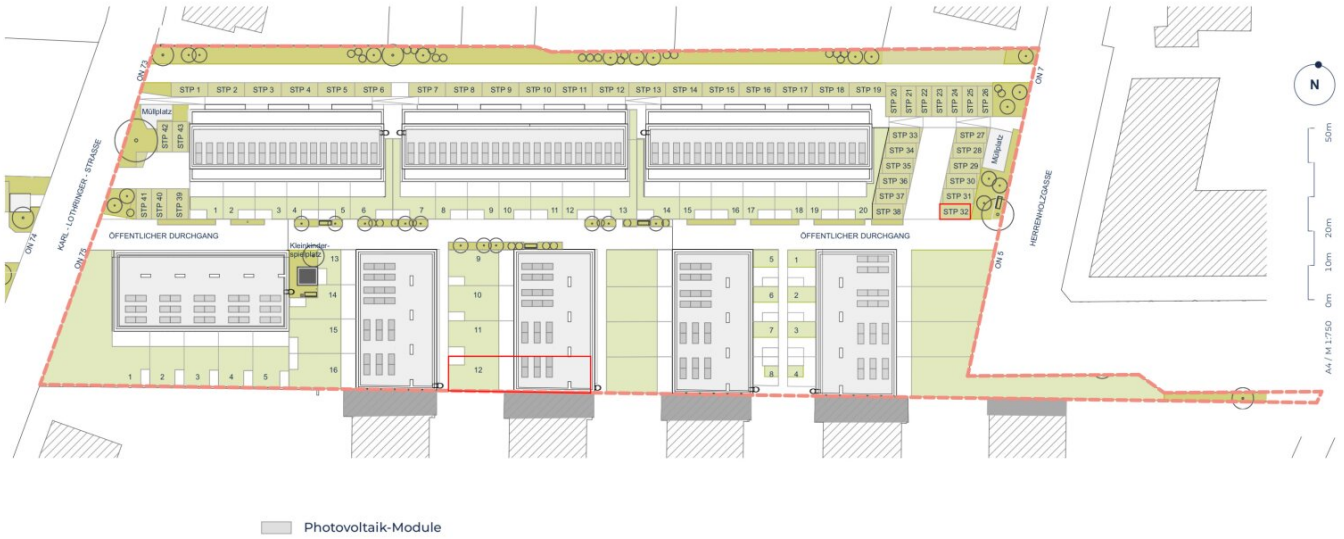 ON 73
ON 7
N
STP 1 STP 2 STP 3 STP 4 STP 5 STP 6 STP 7 STP 8 STP 9 STP 10 STP 11 STP 12 STP 13 STP 14 STP 15 STP 16 STP 17 STP 18 STP 19 STP 20 STP 21 STP 22 STP 23 STP 24 STP 25 STP 26
Müllplatz
STP 42 STP 43
STP 33 STP 27
STP 34 STP 28
STP 35 STP 29
Müllplatz
STP 36 STP 30
STP 37 STP 31
STP 38 STP 32
KARL - LOTHRINGER - STRASSE
HERRENHOLZGASSE
STP 41 STP 40 STP 39
1 2 3 4 5 6 7 8 9 10 11 12 13 14 15 16 17 18 19 20
ON 74
ON 75
ON 5
ÖFFENTLICHER DURCHGANG
ÖFFENTLICHER DURCHGANG
Kleinkinder-
spielplatz
13 9 5 1
14 10 6 2
15 11 7 3
16 12 8 4
1 2 3 4 5
50m
20m
10m
0m
A4 / M 1:750
Photovoltaik-Module